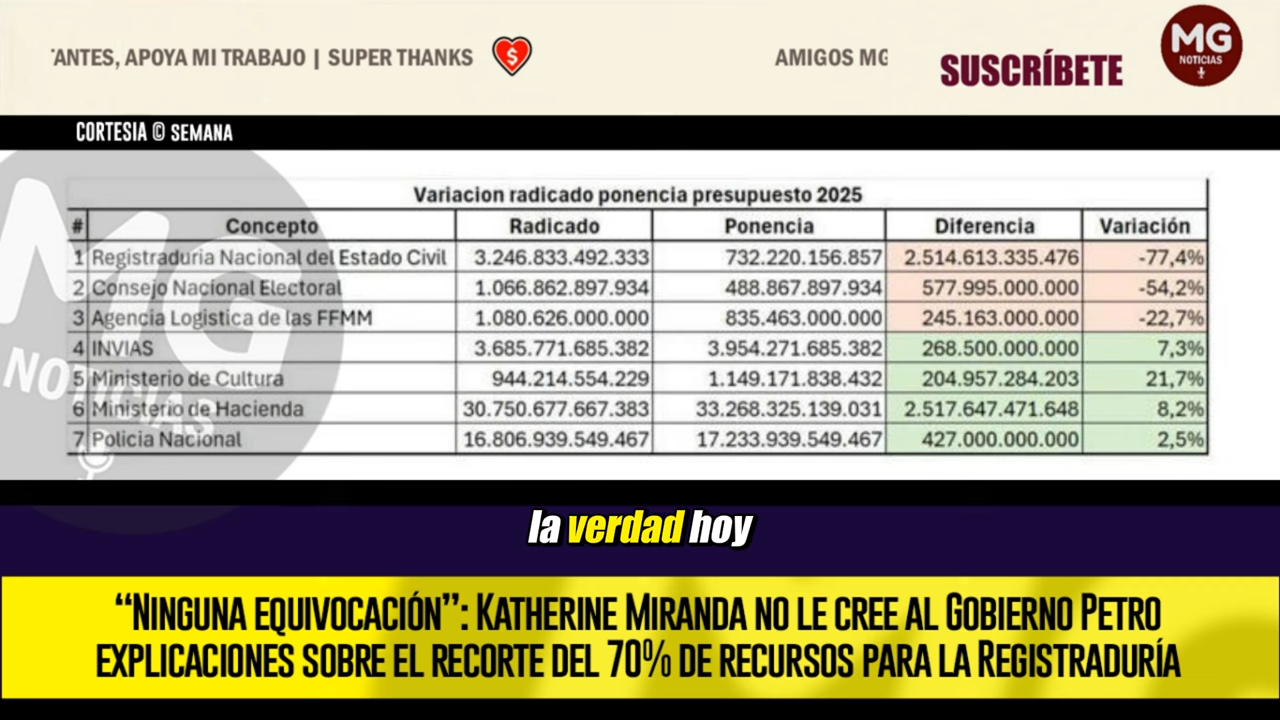 TANTES, APOYA MI TRABAJO | SUPER THANKS
AMIGOS MG
SUSCRÍBETE
MG
NOTICIAS
CORTESIA © SEMANA
Variacion radicado ponencia presupuesto 2025
# Concepto Radicado Ponencia Diferencia Variación
1 Registraduria Nacional del Estado Civil 3.246.833.492.333 732.220.156.857 2.514.613.335.476 -77,4%
2 Consejo Nacional Electoral 1.066.862.897.934 488.867.897.934 577.995.000.000 -54,2%
3 Agencia Logistica de las FFMM 1.080.626.000.000 835.463.000.000 245.163.000.000 -22,7%
4 INVIAS 3.685.771.685.382 3.954.271.685.382 268.500.000.000 7,3%
5 Ministerio de Cultura 944.214.554.229 1.149.171.838.432 204.957.284.203 21,7%
6 Ministerio de Hacienda 30.750.677.667.383 33.268.325.139.031 2.517.647.471.648 8,2%
7 Policia Nacional 16.806.939.549.467 17.233.939.549.467 427.000.000.000 2,5%
MG
NOTICIAS
la verdad hoy
“NINGUNA EQUIVOCACIÓN”: KATHERINE MIRANDA NO LE CREE AL GOBIERNO PETRO
EXPLICACIONES SOBRE EL RECORTE DEL 70% DE RECURSOS PARA LA REGISTRADURÍA